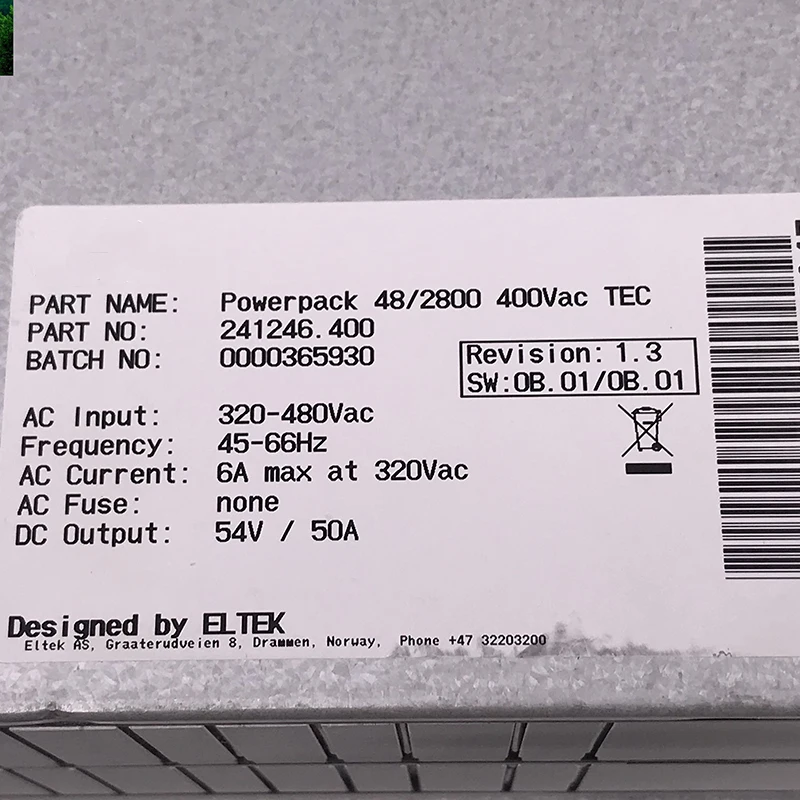 PART NAME: Powerpack 48/2800 400Vac TEC
PART NO: 241246.400
BATCH NO: 0000365930
Revision: 1.3
SW:0B.01/0B.01
AC Input: 320-480Vac
Frequency: 45-66Hz
AC Current: 6A max at 320Vac
AC Fuse: none
DC Output: 54V / 50A
Designed by ELTEK
Eltek AS, Graaterudveien 8, Drammen, Norway, Phone +47 32203200